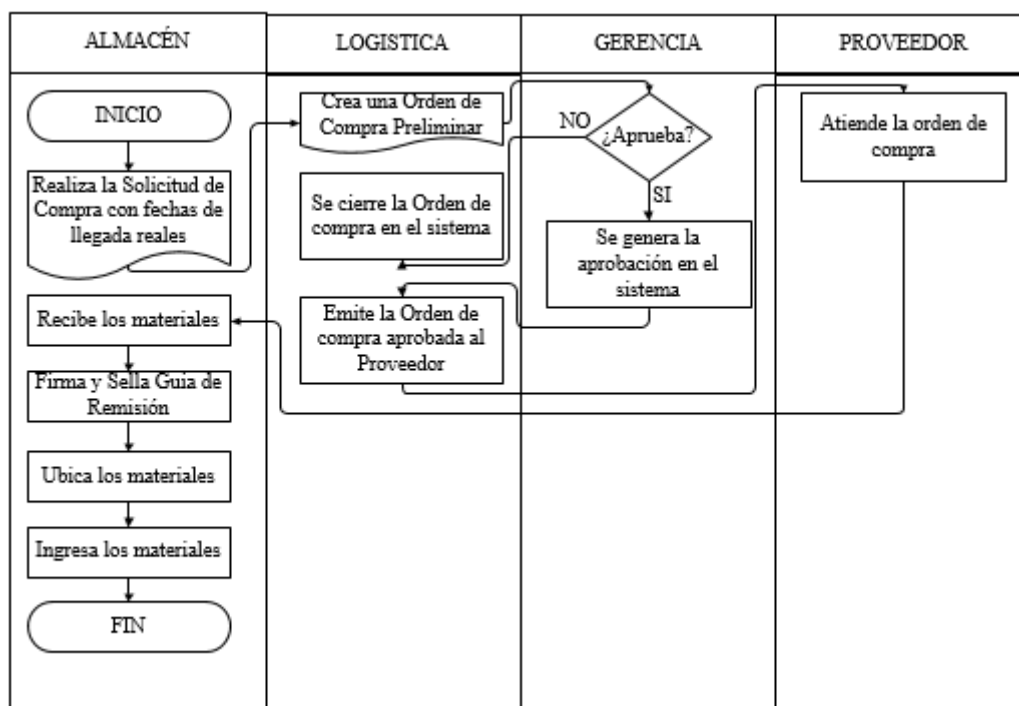 ALMACÉN
LOGISTICA
GERENCIA
PROVEEDOR
INICIO
Realiza la Solicitud de
Compra con fechas de
llegada reales
Crea una Orden de
Compra Preliminar
NO
¿Aprueba?
SI
Atiende la orden de
compra
Se cierre la Orden de
compra en el sistema
Se genera la
aprobación en el
sistema
Emite la Orden de
compra aprobada al
Proveedor
Recibe los materiales
Firma y Sella Guia de
Remisión
Ubica los materiales
Ingresa los materiales
FIN